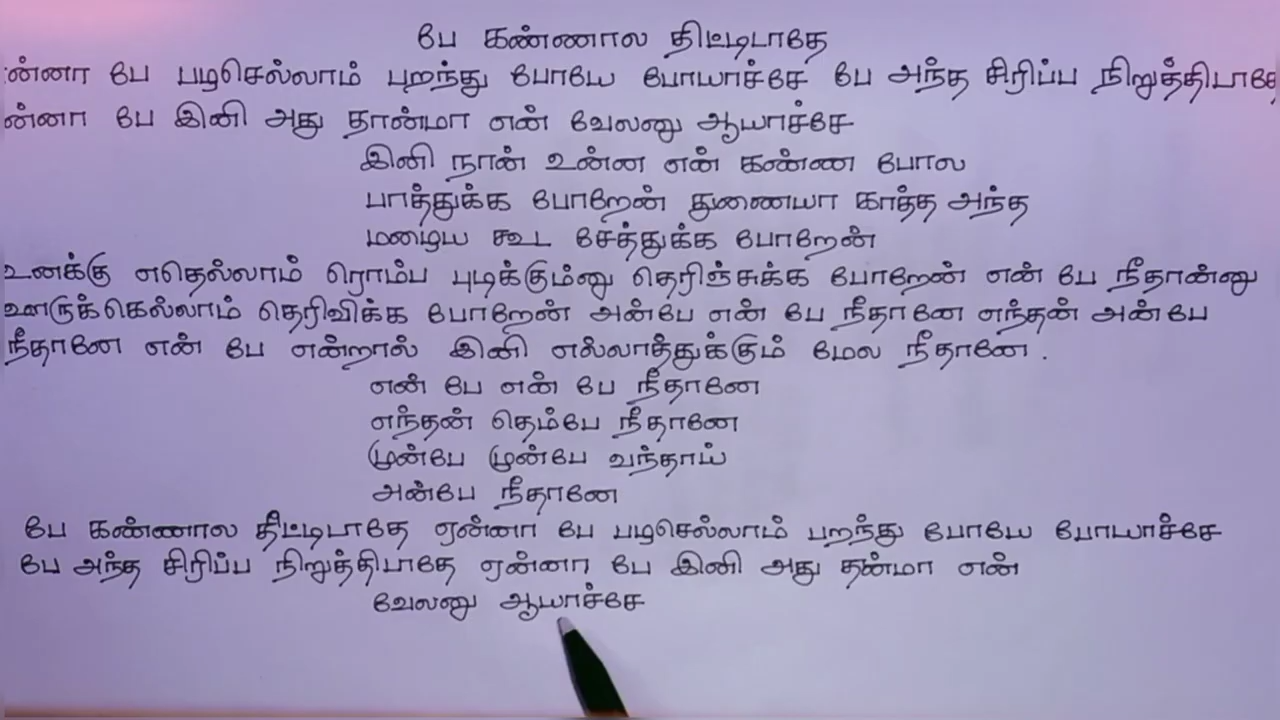 பே கண்ணால திட்டிடாதே
ன்னா பே பழசெல்லாம் பறந்து போயே போயாச்சே பே அந்த சிரிப்ப நிறுத்திபாதே
ன்னா பே இனி அது தான்மா என் வேலனு ஆயாச்சே
இனி நான் உன்ன என் கண்ண போல
பாத்துக்க போறேன் துணையா காத்த அந்த
மழைய கூட சேத்துக்க போறேன்
உனக்கு எதெல்லாம் ரொம்ப புடிக்கும்னு தெரிஞ்சுக்க போறேன் என் பே நீதான்னு
ஊருக்கெல்லாம் தெரிவிக்க போறேன் அன்பே என் பே நீதானே எந்தன் அன்பே
நீதானே என் பே என்றால் இனி எல்லாத்துக்கும் மேல நீதானே .
என் பே என் பே நீதானே
எந்தன் தெம்பே நீதானே
முன்பே முன்பே வந்தாய்
அன்பே நீதானே
பே கண்ணால தீட்டிடாதே ஏன்னா பே பழசெல்லாம் பறந்து போயே போயாச்சே
பே அந்த சிரிப்ப நிறுத்திபாதே ஏன்னா பே இனி அது தன்மா என்
வேலனு ஆயாச்சே